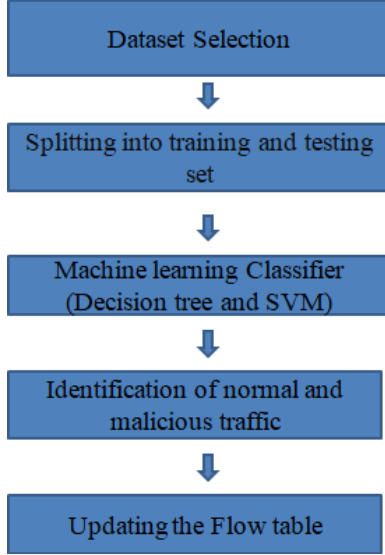 Dataset Selection
Splitting into training and testing
set
Machine learning Classifier
(Decision tree and SVM)
Identification of normal and
malicious traffic
Updating the Flow table